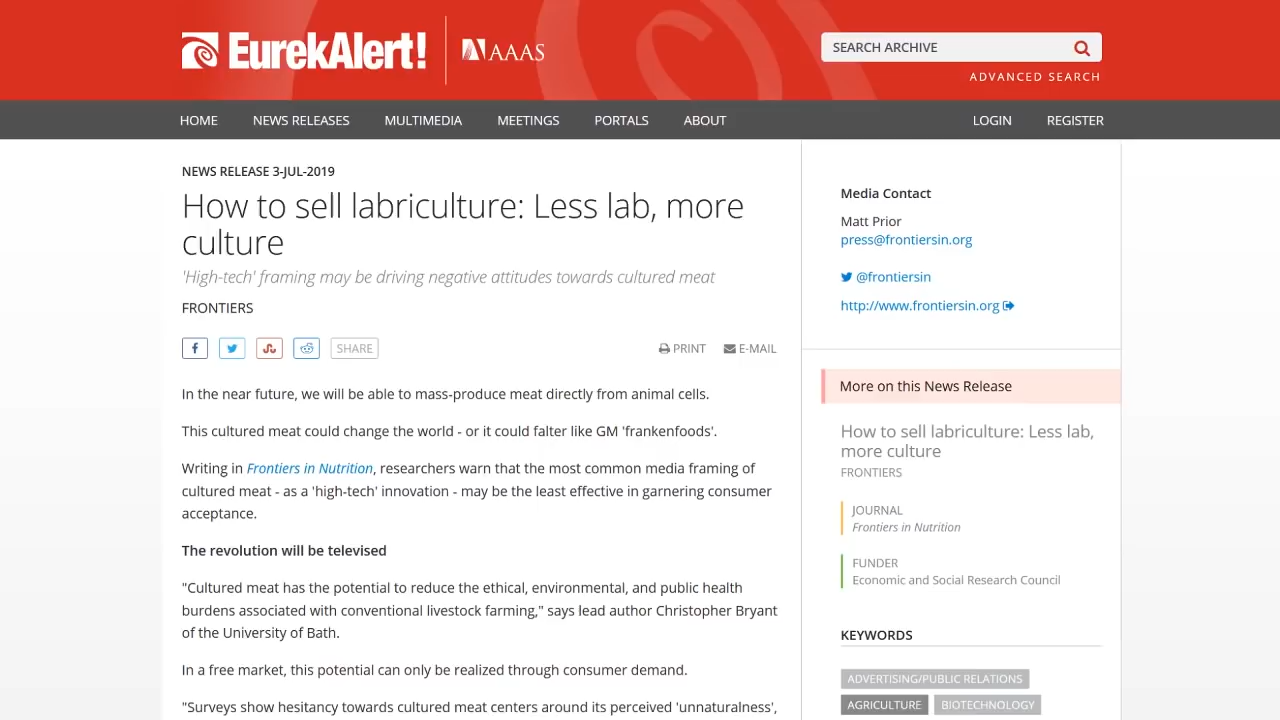 EurekAlert! AAAS
SEARCH ARCHIVE
ADVANCED SEARCH
HOME NEWS RELEASES MULTIMEDIA MEETINGS PORTALS ABOUT LOGIN REGISTER
NEWS RELEASE 3-JUL-2019
How to sell labriculture: Less lab, more
culture
'High-tech' framing may be driving negative attitudes towards cultured meat
FRONTIERS
SHARE
PRINT E-MAIL
In the near future, we will be able to mass-produce meat directly from animal cells.
This cultured meat could change the world - or it could falter like GM 'frankenfoods'.
Writing in Frontiers in Nutrition, researchers warn that the most common media framing of
cultured meat - as a 'high-tech' innovation - may be the least effective in garnering consumer
acceptance.
The revolution will be televised
"Cultured meat has the potential to reduce the ethical, environmental, and public health
burdens associated with conventional livestock farming," says lead author Christopher Bryant
of the University of Bath.
In a free market, this potential can only be realized through consumer demand.
"Surveys show hesitancy towards cultured meat centers around its perceived 'unnaturalness',
Media Contact
Matt Prior
press@frontiersin.org
@frontiersin
http://www.frontiersin.org
More on this News Release
How to sell labriculture: Less lab,
more culture
FRONTIERS
JOURNAL
Frontiers in Nutrition
FUNDER
Economic and Social Research Council
KEYWORDS
ADVERTISING/PUBLIC RELATIONS
AGRICULTURE BIOTECHNOLOGY